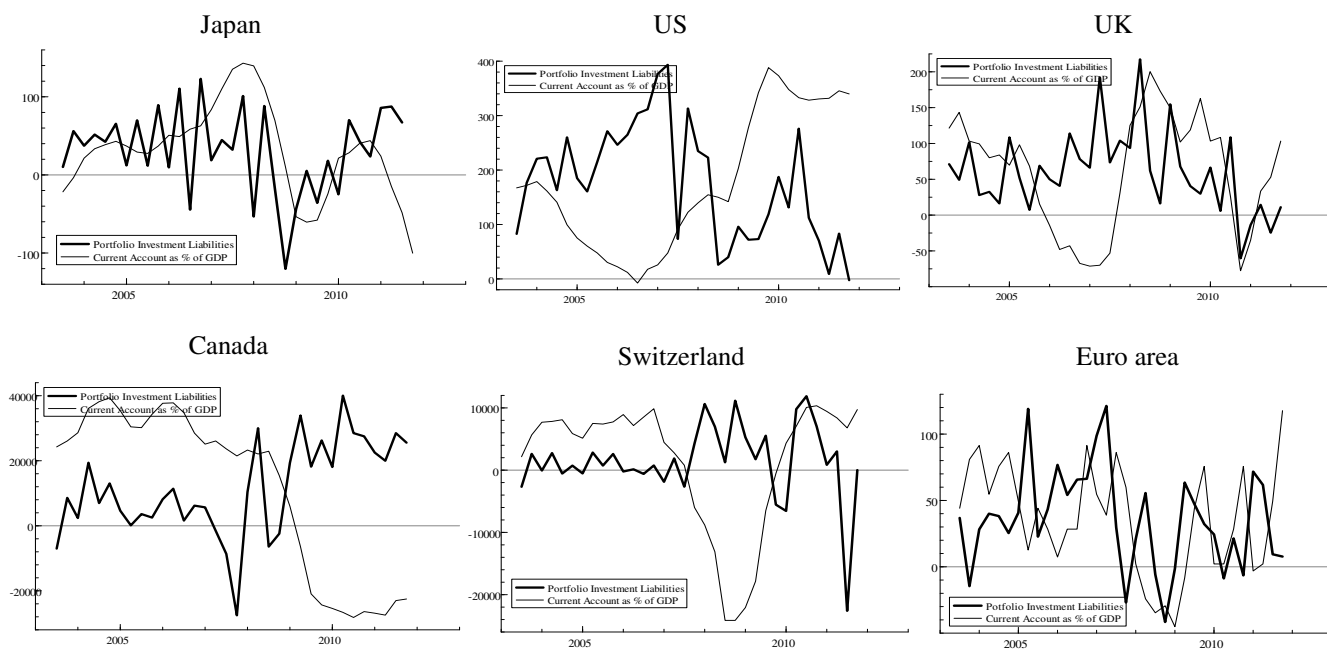 Japan
100
0
-100
Portfolio Investment Liabilities
Current Account as % of GDP
2005
2010
US
400
300
200
100
0
Portfolio Investment Liabilities
Current Account as % of GDP
2005
2010
UK
200
150
100
50
0
-50
Portfolio Investment Liabilities
Current Account as % of GDP
2005
2010
Canada
40000
20000
0
-20000
Portfolio Investment Liabilities
Current Account as % of GDP
2005
2010
Switzerland
10000
0
-10000
-20000
Portfolio Investment Liabilities
Current Account as % of GDP
2005
2010
Euro area
100
50
0
Potfolio Investment Liabilities
Current Account as % of GDP
2005
2010